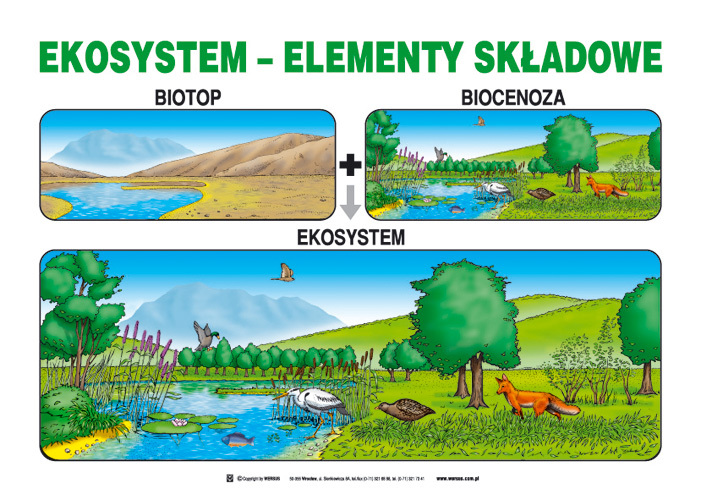 EKOSYSTEM – ELEMENTY SKŁADOWE
BIOTOP
BIOCENOZA
EKOSYSTEM
© Copyright by WERSUS www.wersus.com.pl